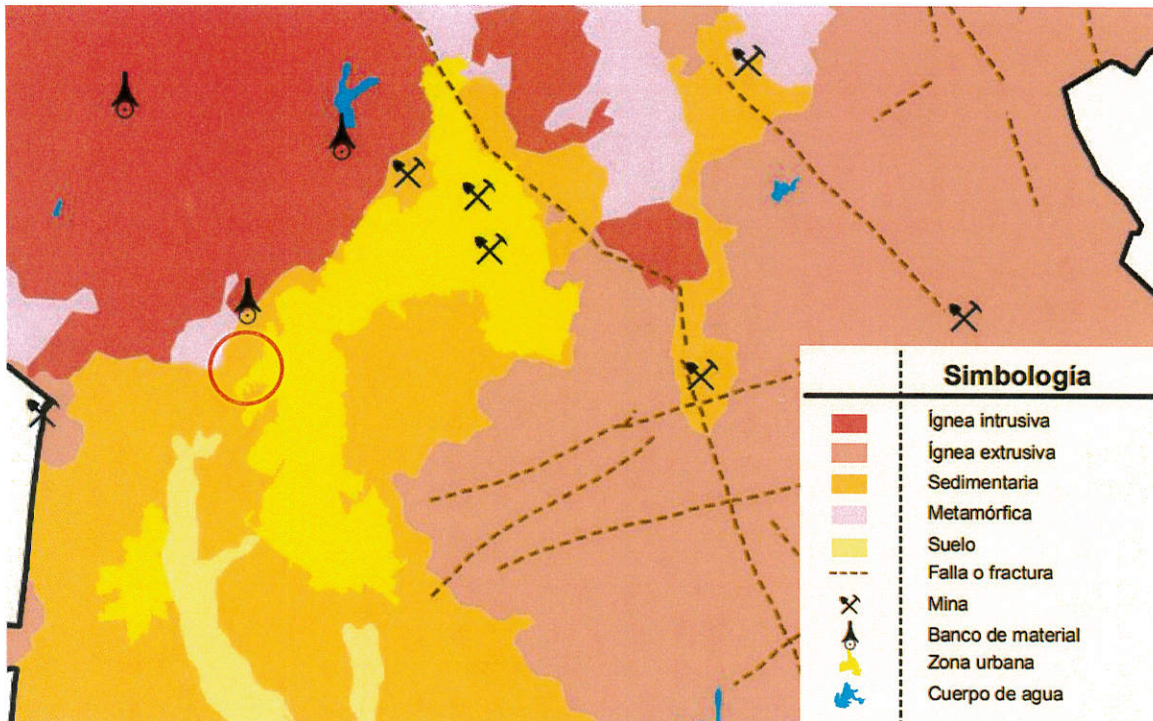 Simbología
Ígnea intrusiva
Ígnea extrusiva
Sedimentaria
Metamórfica
Suelo
Falla o fractura
Mina
Banco de material
Zona urbana
Cuerpo de agua